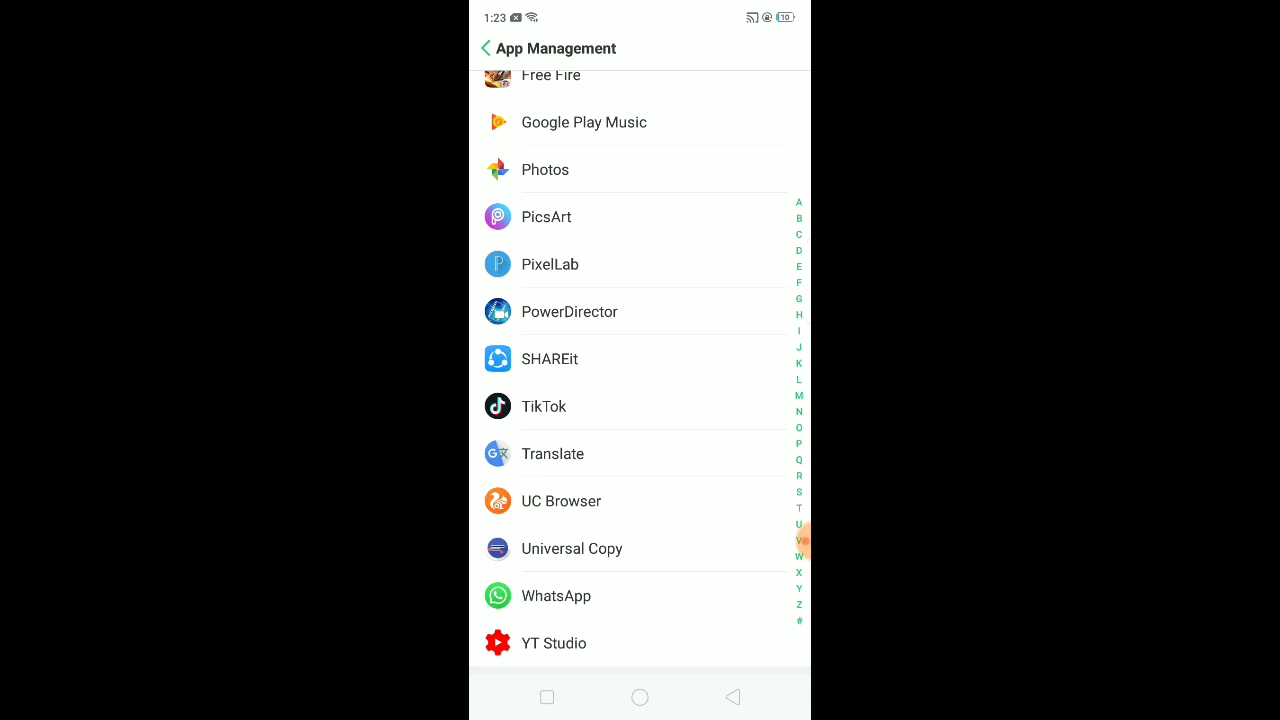 1:23
10
App Management
Free Fire
Google Play Music
Photos
PicsArt
PixelLab
PowerDirector
SHAREit
TikTok
Translate
UC Browser
Universal Copy
WhatsApp
YT Studio
A
B
C
D
E
F
G
H
I
J
K
L
M
N
O
P
Q
R
S
T
U
V
W
X
Y
Z
#